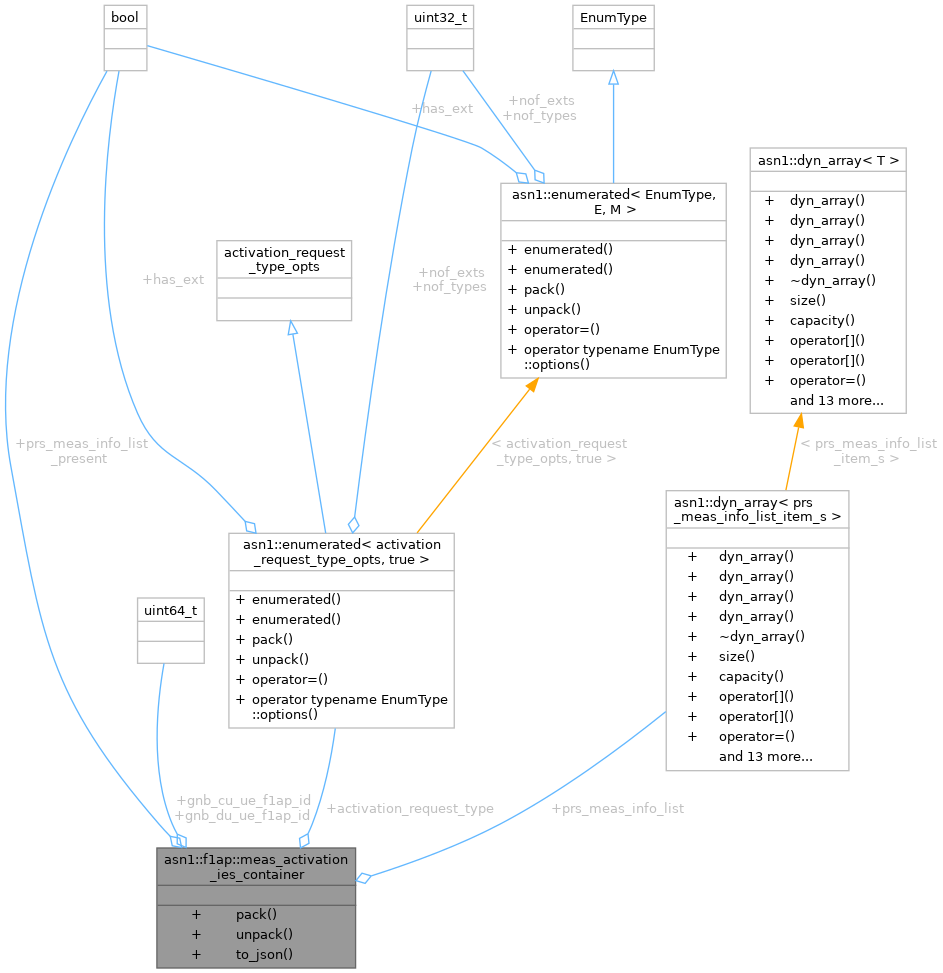 bool
uint32_t
EnumType
+has_ext
+nof_exts
+nof_types
asn1::dyn_array< T >
+ dyn_array()
+ dyn_array()
+ dyn_array()
+ dyn_array()
+ ~dyn_array()
+ size()
+ capacity()
+ operator[]()
+ operator[]()
+ operator=()
and 13 more...
asn1::enumerated< EnumType,
E, M >
+ enumerated()
+ enumerated()
+ pack()
+ unpack()
+ operator=()
+ operator typename EnumType
::options()
activation_request
_type_opts
+has_ext
+nof_exts
+nof_types
+prs_meas_info_list
_present
< activation_request
_type_opts, true >
< prs_meas_info_list
_item_s >
asn1::dyn_array< prs
_meas_info_list_item_s >
+ dyn_array()
+ dyn_array()
+ dyn_array()
+ dyn_array()
+ ~dyn_array()
+ size()
+ capacity()
+ operator[]()
+ operator[]()
+ operator=()
and 13 more...
asn1::enumerated< activation
_request_type_opts, true >
+ enumerated()
+ enumerated()
+ pack()
+ unpack()
+ operator=()
+ operator typename EnumType
::options()
uint64_t
+gnb_cu_ue_f1ap_id
+gnb_du_ue_f1ap_id
+activation_request_type
+prs_meas_info_list
asn1::f1ap::meas_activation
_ies_container
+ pack()
+ unpack()
+ to_json()